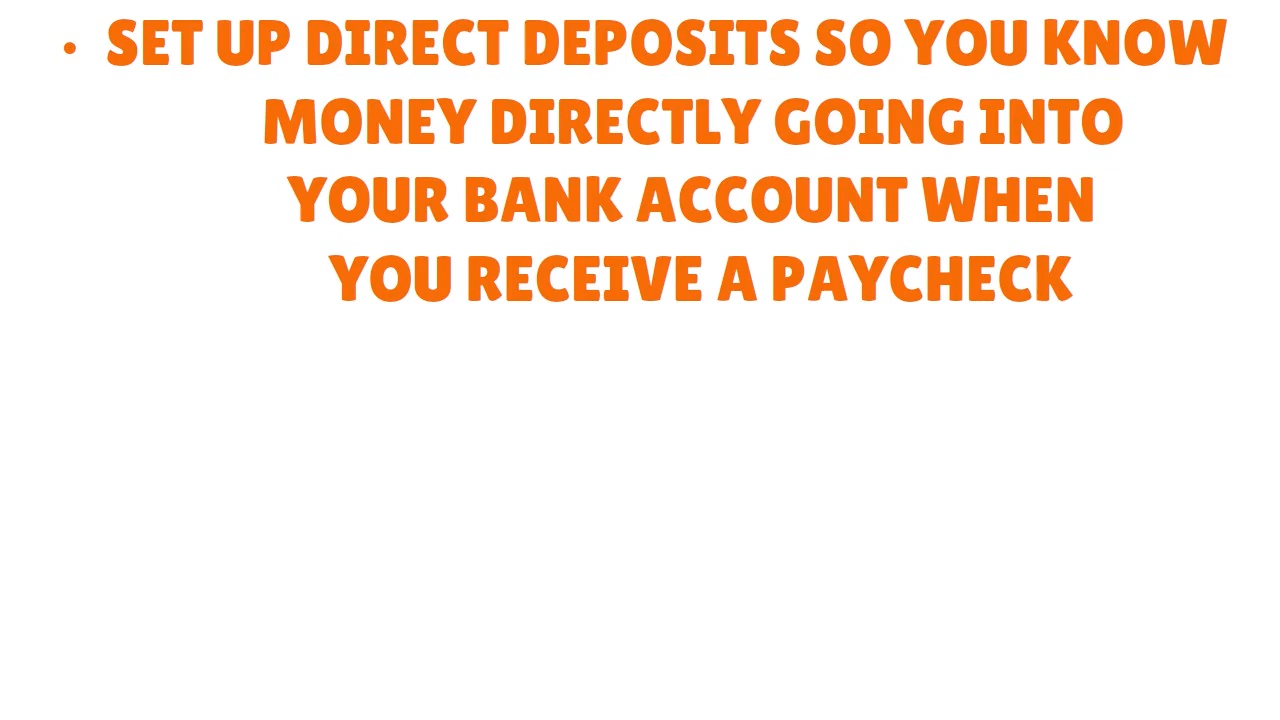 • SET UP DIRECT DEPOSITS SO YOU KNOW
MONEY DIRECTLY GOING INTO
YOUR BANK ACCOUNT WHEN
YOU RECEIVE A PAYCHECK